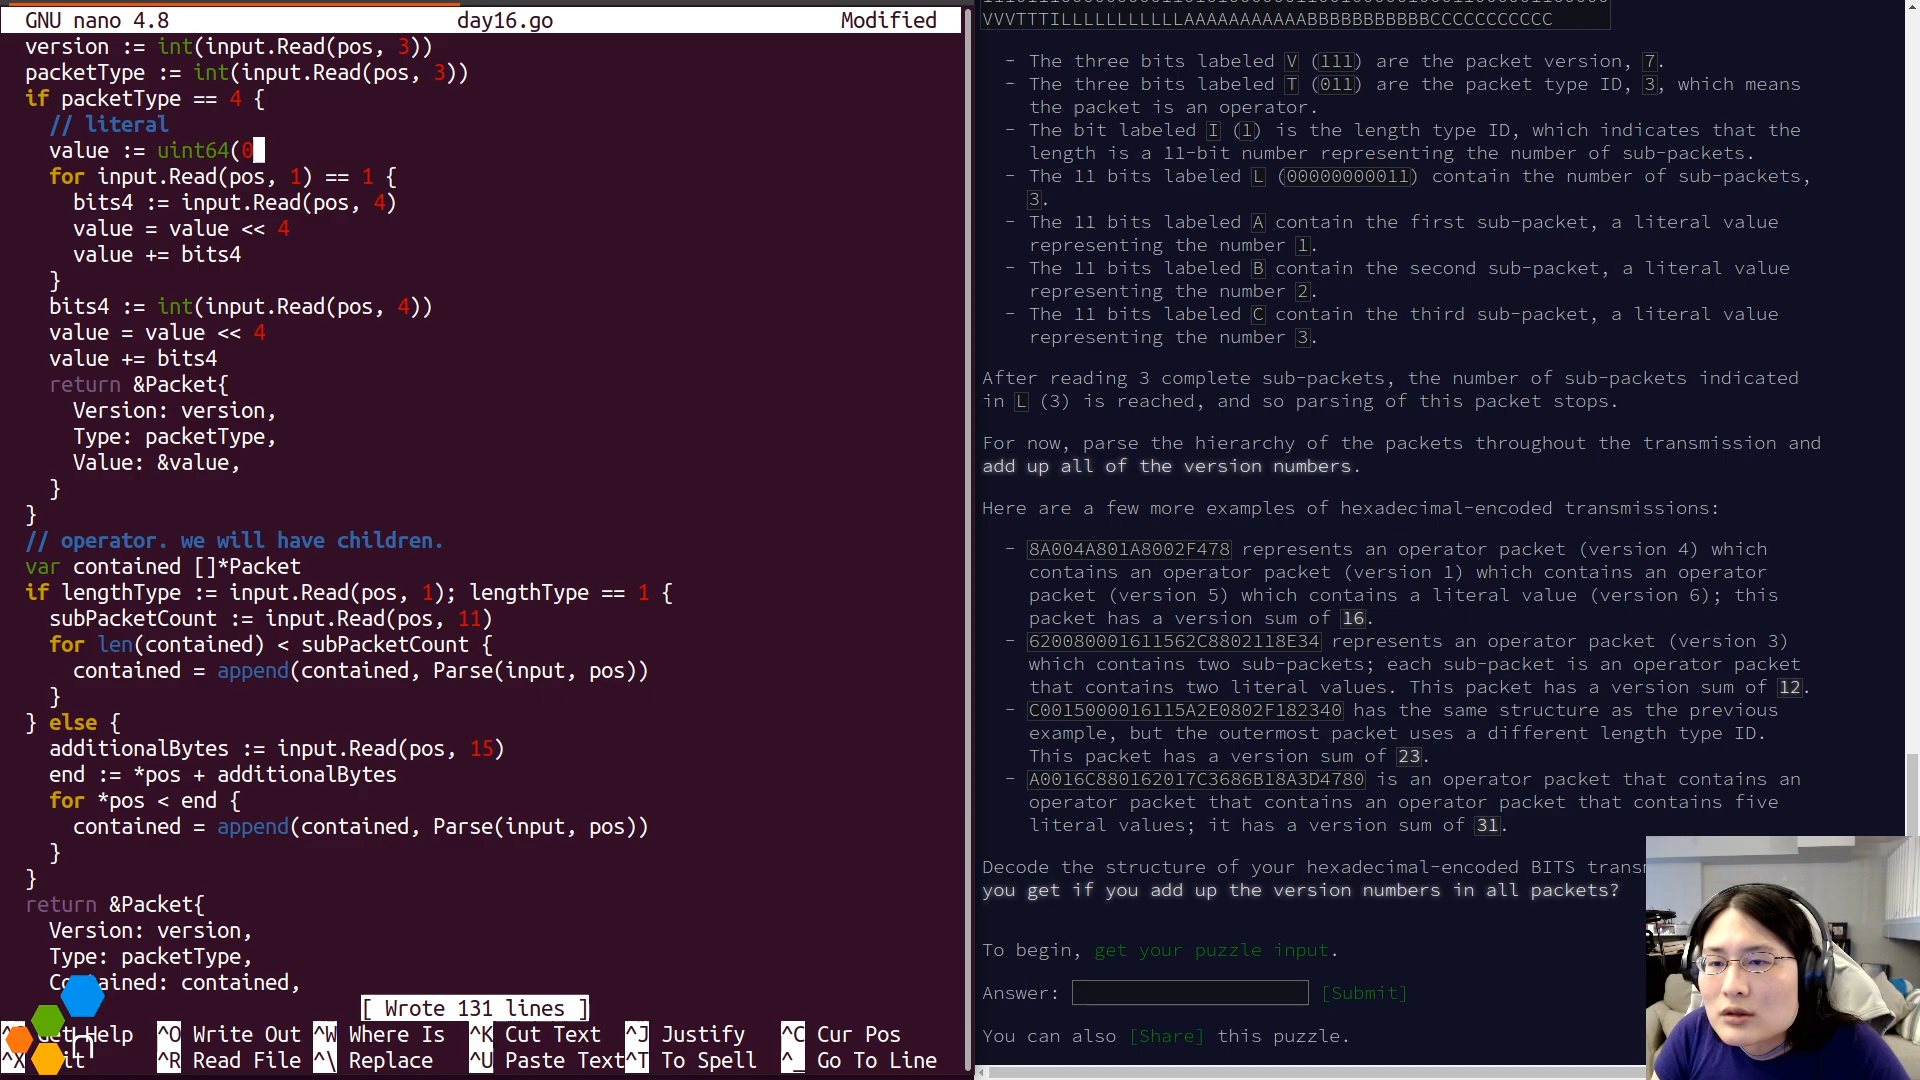 GNU nano 4.8 day16.go Modified
version := int(input.Read(pos, 3))
packetType := int(input.Read(pos, 3))
if packetType == 4 {
// literal
value := uint64(0
for input.Read(pos, 1) == 1 {
bits4 := input.Read(pos, 4)
value = value << 4
value += bits4
}
bits4 := int(input.Read(pos, 4))
value = value << 4
value += bits4
return &Packet{
Version: version,
Type: packetType,
Value: &value,
}
}
// operator. we will have children.
var contained []*Packet
if lengthType := input.Read(pos, 1); lengthType == 1 {
subPacketCount := input.Read(pos, 11)
for len(contained) < subPacketCount {
contained = append(contained, Parse(input, pos))
}
} else {
additionalBytes := input.Read(pos, 15)
end := *pos + additionalBytes
for *pos < end {
contained = append(contained, Parse(input, pos))
}
}
return &Packet{
Version: version,
Type: packetType,
contained,
[ Wrote 131 lines ]
Help ^O Write Out ^W Where Is ^K Cut Text ^J Justify ^C Cur Pos
^X ^R Read File ^\ Replace ^U Paste Text ^T To Spell ^_ Go To Line
VVVTTTILLLLLLLLLLLAAAAAAAAAAABBBBBBBBBBBCCCCCCCCCCC
- The three bits labeled V (111) are the packet version, 7.
- The three bits labeled T (011) are the packet type ID, 3, which means
the packet is an operator.
- The bit labeled I (1) is the length type ID, which indicates that the
length is a 11-bit number representing the number of sub-packets.
- The 11 bits labeled L (00000000011) contain the number of sub-packets,
3.
- The 11 bits labeled A contain the first sub-packet, a literal value
representing the number 1.
- The 11 bits labeled B contain the second sub-packet, a literal value
representing the number 2.
- The 11 bits labeled C contain the third sub-packet, a literal value
representing the number 3.
After reading 3 complete sub-packets, the number of sub-packets indicated
in L (3) is reached, and so parsing of this packet stops.
For now, parse the hierarchy of the packets throughout the transmission and
add up all of the version numbers.
Here are a few more examples of hexadecimal-encoded transmissions:
- 8A004A801A8002F478 represents an operator packet (version 4) which
contains an operator packet (version 1) which contains an operator
packet (version 5) which contains a literal value (version 6); this
packet has a version sum of 16.
- 620080001611562C8802118E34 represents an operator packet (version 3)
which contains two sub-packets; each sub-packet is an operator packet
that contains two literal values. This packet has a version sum of 12.
- C0015000016115A2E0802F182340 has the same structure as the previous
example, but the outermost packet uses a different length type ID.
This packet has a version sum of 23.
- A0016C880162017C3686B18A3D4780 is an operator packet that contains an
operator packet that contains an operator packet that contains five
literal values; it has a version sum of 31.
Decode the structure of your hexadecimal-encoded BITS
you get if you add up the version numbers in all packets?
To begin, get your puzzle input.
Answer: [Submit]
You can also [Share] this puzzle.